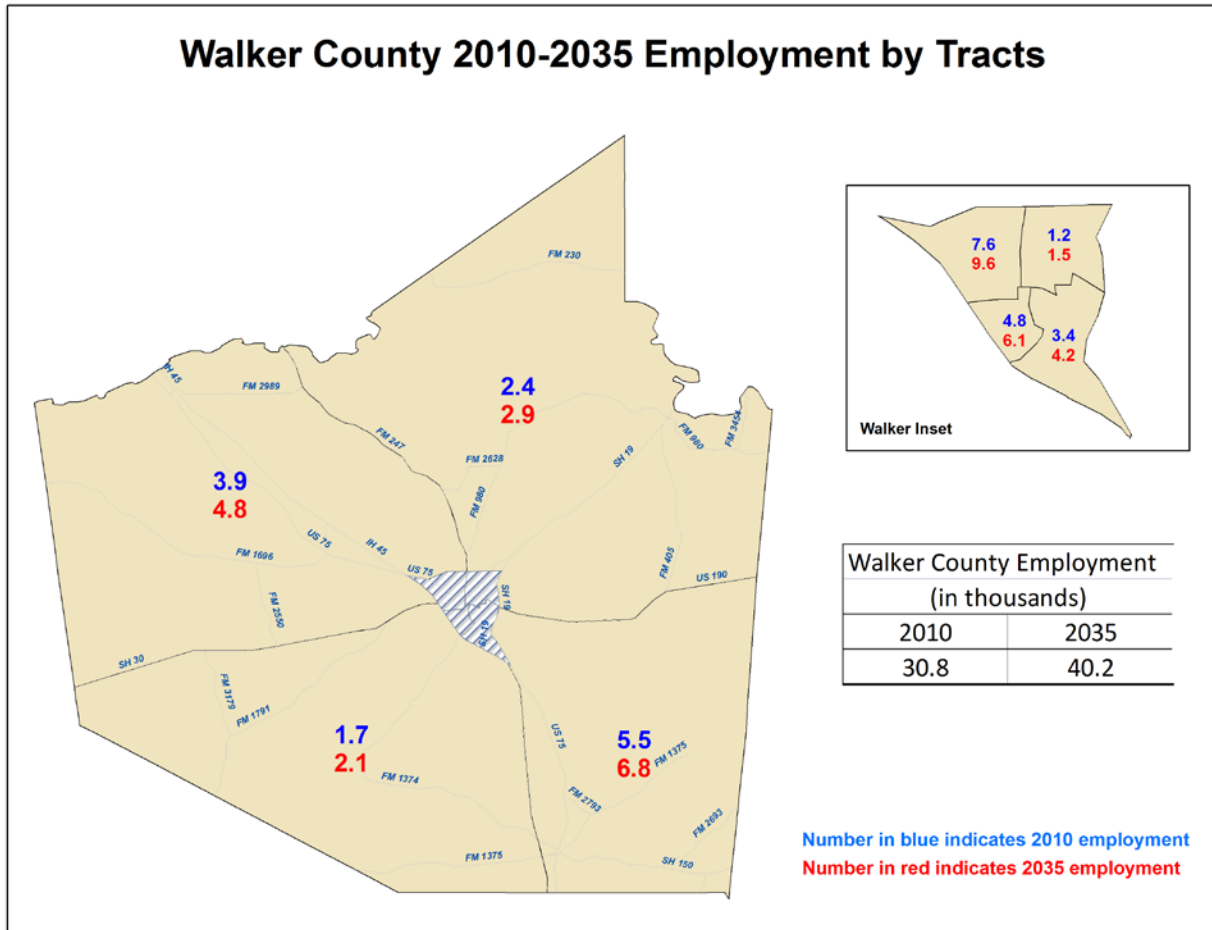 Walker County 2010-2035 Employment by Tracts
FM 230
7.6
9.6
1.2
1.5
4.8
6.1
3.4
4.2
Walker Inset
IH 45
FM 2989
2.4
2.9
FM 247
FM 2628
FM 980
SH 19
FM 980
FM 3454
3.9
4.8
US 75
IH 45
FM 1696
US 75
FM 2550
SH 19
SH 19
FM 405
US 190
SH 30
FM 3179
FM 1791
1.7
2.1
FM 1374
US 75
5.5
6.8
FM 1375
FM 2793
FM 2693
FM 1375
SH 150
Walker County Employment
(in thousands)
2010 2035
30.8 40.2
Number in blue indicates 2010 employment
Number in red indicates 2035 employment